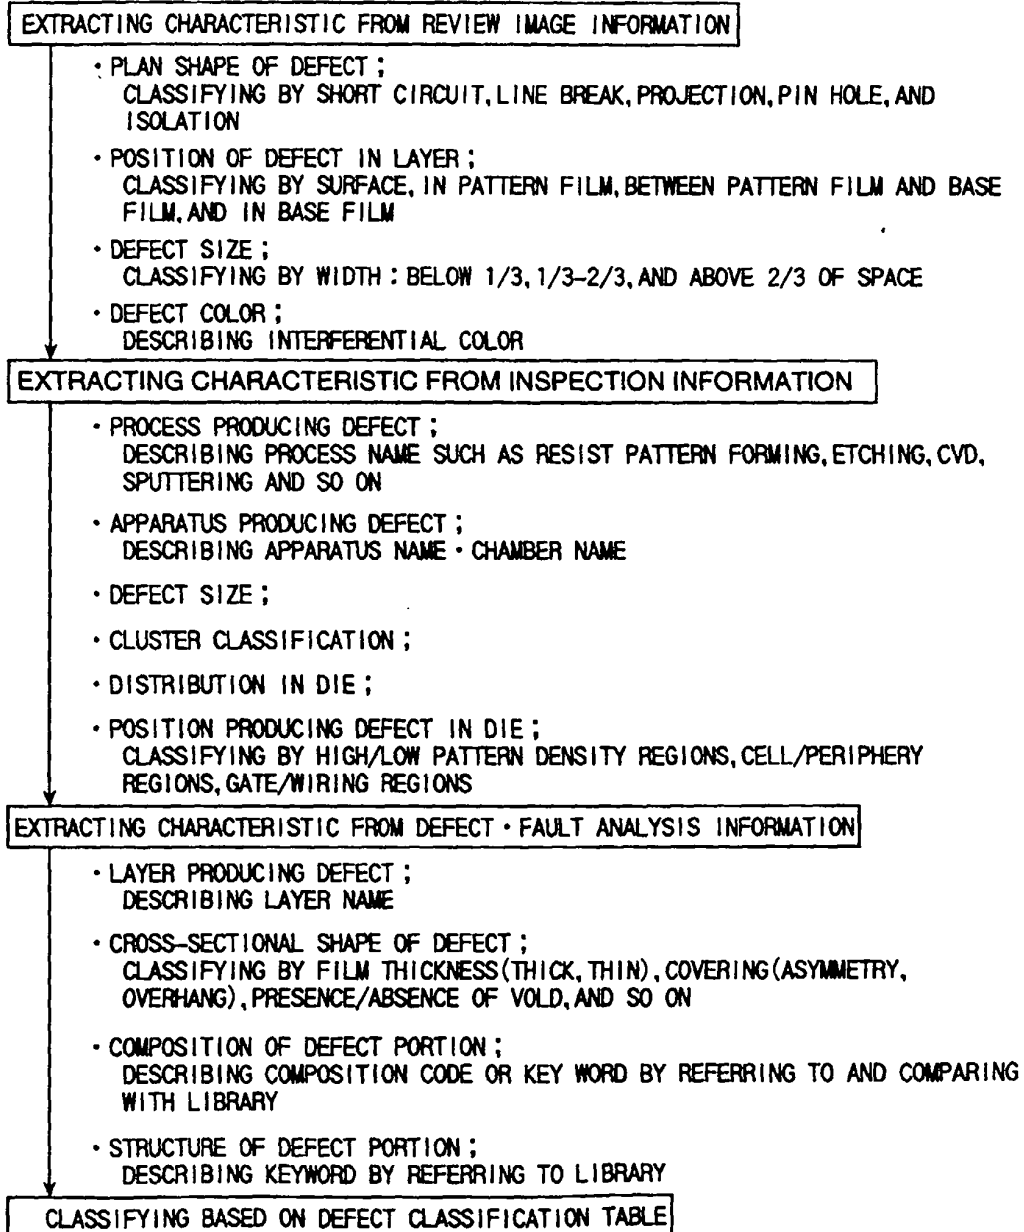 EXTRACTING CHARACTERISTIC FROM REVIEW IMAGE INFORMATION
・PLAN SHAPE OF DEFECT;
CLASSIFYING BY SHORT CIRCUIT, LINE BREAK, PROJECTION, PIN HOLE, AND
ISOLATION
・POSITION OF DEFECT IN LAYER;
CLASSIFYING BY SURFACE, IN PATTERN FILM, BETWEEN PATTERN FILM AND BASE
FILM, AND IN BASE FILM
・DEFECT SIZE;
CLASSIFYING BY WIDTH : BELOW 1/3, 1/3-2/3, AND ABOVE 2/3 OF SPACE
・DEFECT COLOR;
DESCRIBING INTERFERENTIAL COLOR
EXTRACTING CHARACTERISTIC FROM INSPECTION INFORMATION
・PROCESS PRODUCING DEFECT;
DESCRIBING PROCESS NAME SUCH AS RESIST PATTERN FORMING, ETCHING, CVD,
SPUTTERING AND SO ON
・APPARATUS PRODUCING DEFECT;
DESCRIBING APPARATUS NAME・CHAMBER NAME
・DEFECT SIZE;
・CLUSTER CLASSIFICATION;
・DISTRIBUTION IN DIE;
・POSITION PRODUCING DEFECT IN DIE;
CLASSIFYING BY HIGH/LOW PATTERN DENSITY REGIONS, CELL/PERIPHERY
REGIONS, GATE/WIRING REGIONS
EXTRACTING CHARACTERISTIC FROM DEFECT・FAULT ANALYSIS INFORMATION
・LAYER PRODUCING DEFECT;
DESCRIBING LAYER NAME
・CROSS-SECTIONAL SHAPE OF DEFECT;
CLASSIFYING BY FILM THICKNESS(THICK, THIN), COVERING(ASYMMETRY,
OVERHANG), PRESENCE/ABSENCE OF VOLD, AND SO ON
・COMPOSITION OF DEFECT PORTION;
DESCRIBING COMPOSITION CODE OR KEY WORD BY REFERRING TO AND COMPARING
WITH LIBRARY
・STRUCTURE OF DEFECT PORTION;
DESCRIBING KEYWORD BY REFERRING TO LIBRARY
CLASSIFYING BASED ON DEFECT CLASSIFICATION TABLE